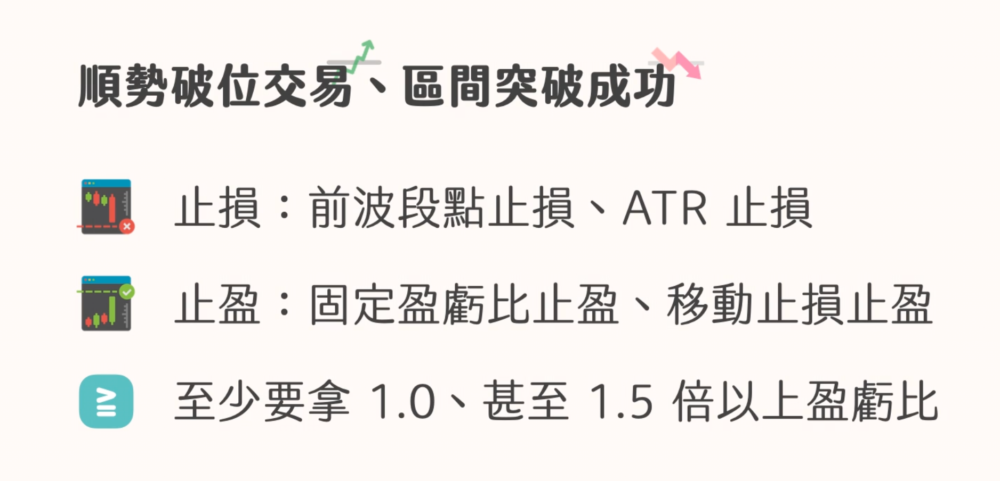 順勢破位交易、區間突破成功
止損：前波段點止損、ATR 止損
止盈：固定盈虧比止盈、移動止損止盈
至少要拿 1.0、甚至 1.5 倍以上盈虧比